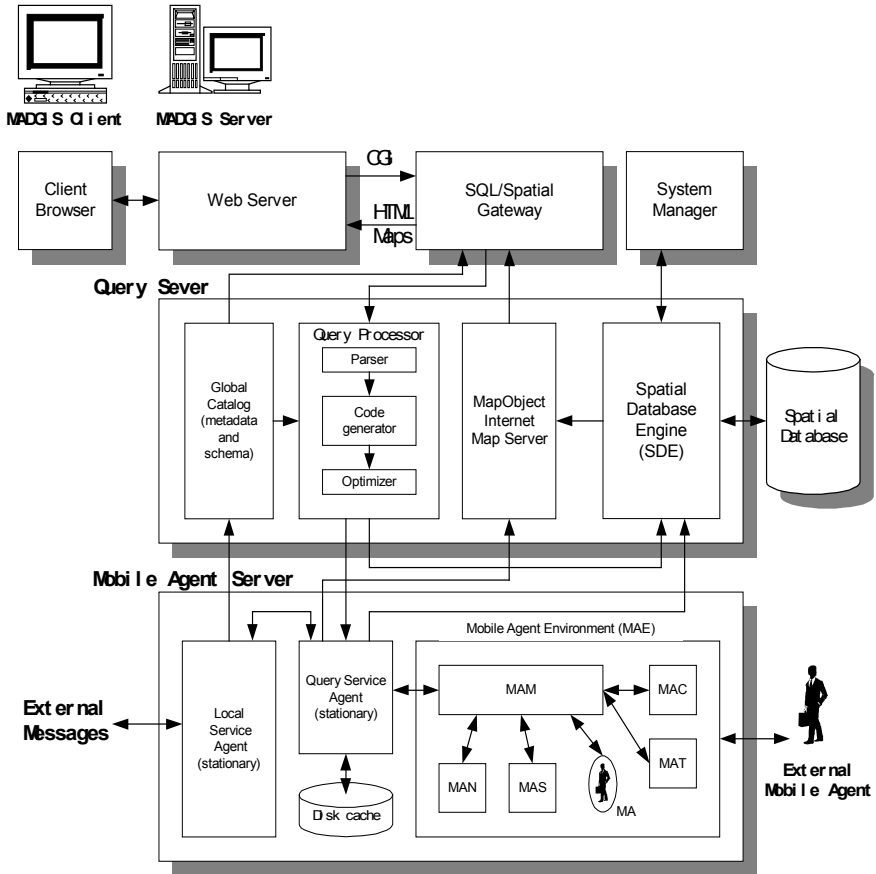 MADGIS Client
MADGIS Server
Client
Browser
Web Server
CGI
HTML
Maps
SQL/Spatial
Gateway
System
Manager
Query Sever
Global
Catalog
(metadata
and
schema)
Query Processor
Parser
Code
generator
Optimizer
MapObject
Internet
Map Server
Spatial
Database
Engine
(SDE)
Spatial
Database
Mobile Agent Server
External
Messages
Local
Service
Agent
(stationary)
Query Service
Agent
(stationary)
Disk cache
Mobile Agent Environment (MAE)
MAM
MAC
MAN
MAS
MA
MAT
External
Mobile Agent